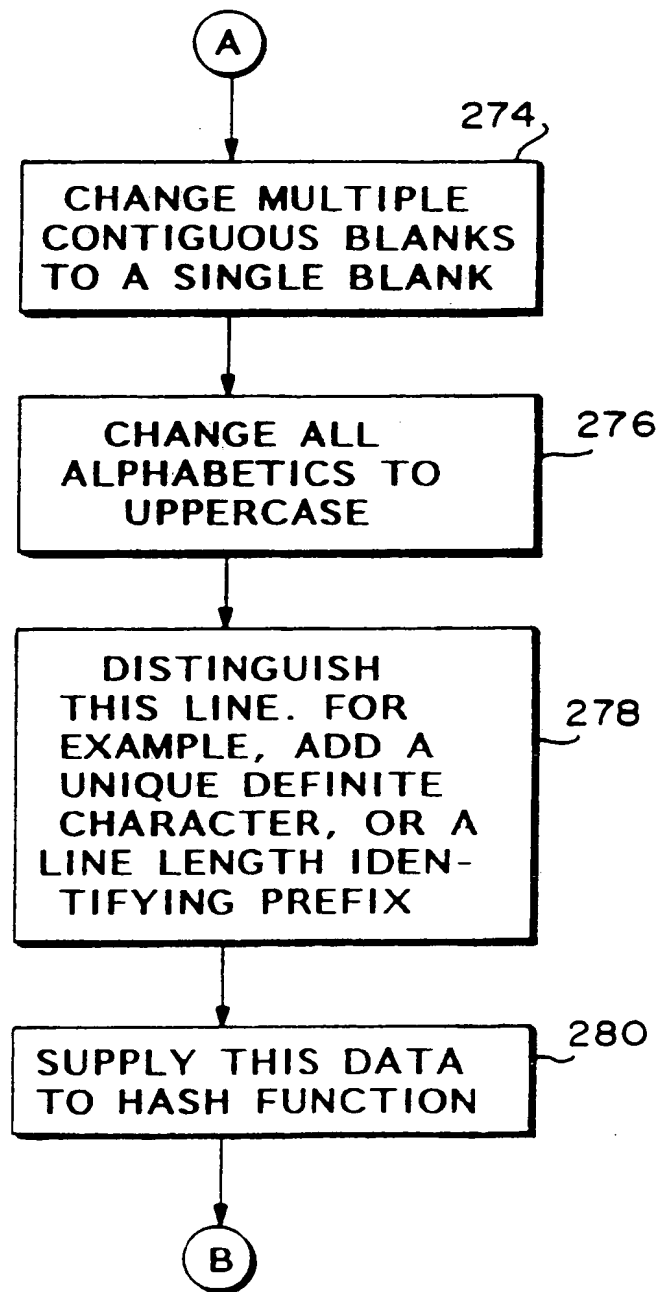 A
274
CHANGE MULTIPLE
CONTIGUOUS BLANKS
TO A SINGLE BLANK
276
CHANGE ALL
ALPHABETICS TO
UPPERCASE
278
DISTINGUISH
THIS LINE. FOR
EXAMPLE, ADD A
UNIQUE DEFINITE
CHARACTER, OR A
LINE LENGTH IDEN-
TIFYING PREFIX
280
SUPPLY THIS DATA
TO HASH FUNCTION
B